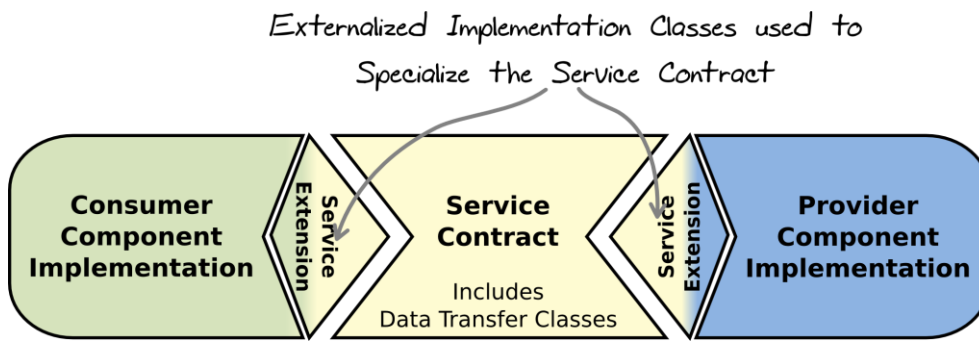 Externalized Implementation Classes used to
Specialize the Service Contract
Consumer
Component
Implementation
Service
Extension
Service
Contract
Includes
Data Transfer Classes
Service
Extension
Provider
Component
Implementation